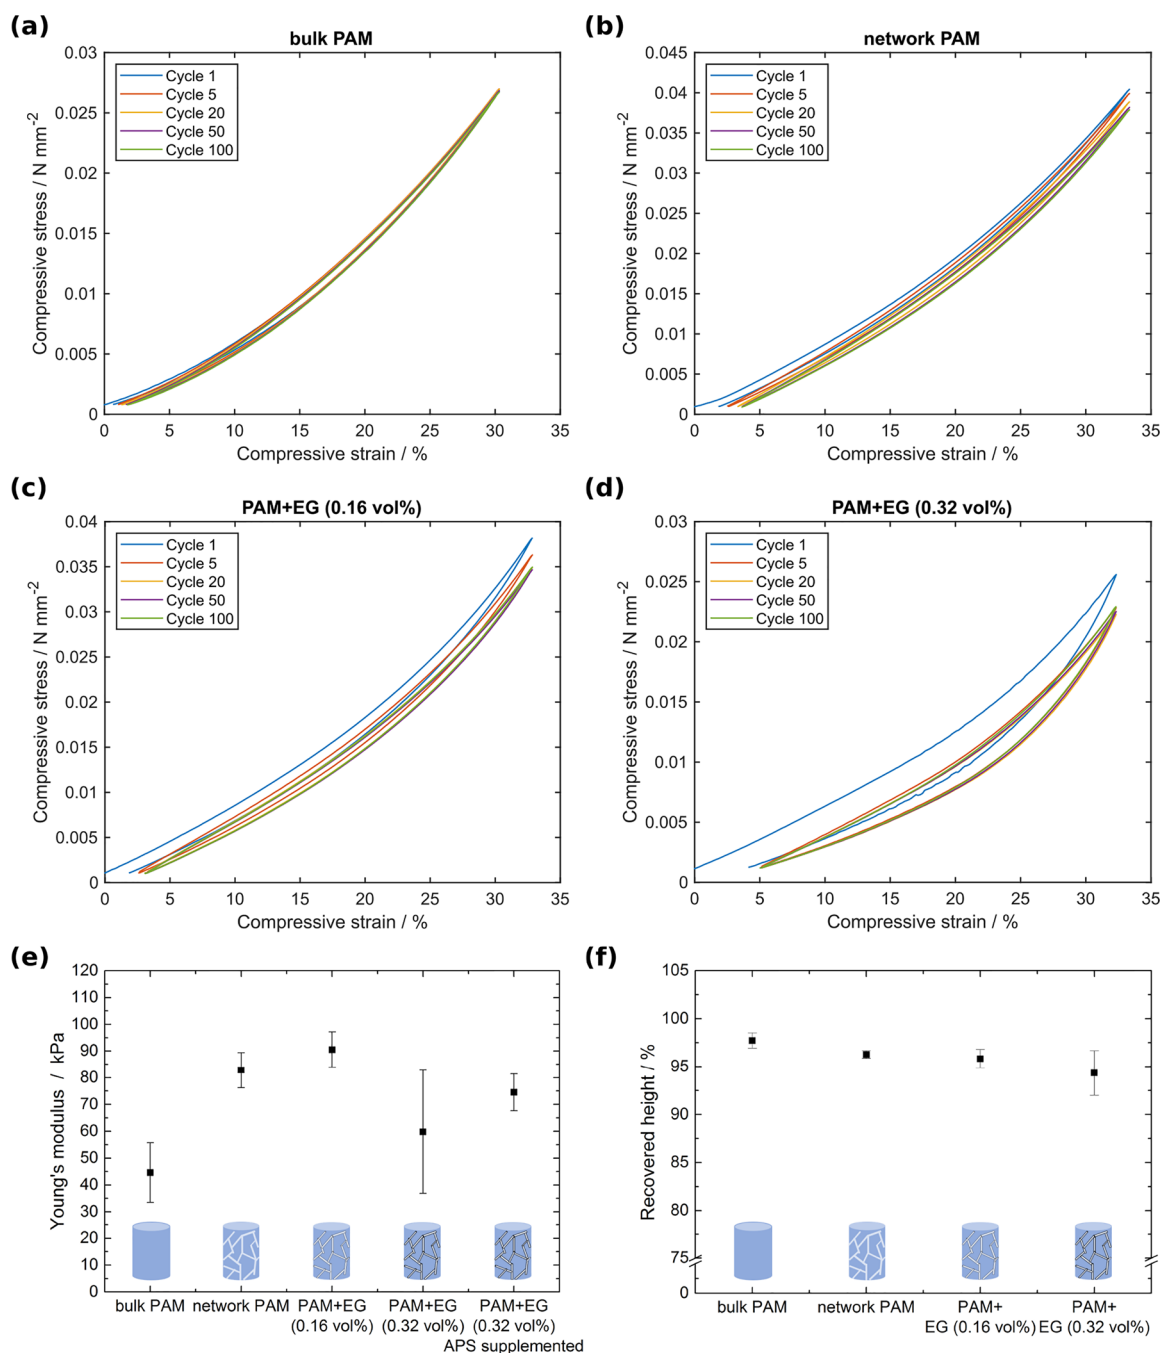 (a)
bulk PAM
Compressive stress / N mm-2
0.03
0.025
0.02
0.015
0.01
0.005
0
Cycle 1
Cycle 5
Cycle 20
Cycle 50
Cycle 100
0 5 10 15 20 25 30 35
Compressive strain / %
(b)
network PAM
Compressive stress / N mm-2
0.045
0.04
0.035
0.03
0.025
0.02
0.015
0.01
0.005
0
Cycle 1
Cycle 5
Cycle 20
Cycle 50
Cycle 100
0 5 10 15 20 25 30 35
Compressive strain / %
(c)
PAM+EG (0.16 vol%)
Compressive stress / N mm-2
0.04
0.035
0.03
0.025
0.02
0.015
0.01
0.005
0
Cycle 1
Cycle 5
Cycle 20
Cycle 50
Cycle 100
0 5 10 15 20 25 30 35
Compressive strain / %
(d)
PAM+EG (0.32 vol%)
Compressive stress / N mm-2
0.03
0.025
0.02
0.015
0.01
0.005
0
Cycle 1
Cycle 5
Cycle 20
Cycle 50
Cycle 100
0 5 10 15 20 25 30 35
Compressive strain / %
(e)
Young's modulus / kPa
120
110
100
90
80
70
60
50
40
30
20
10
0
bulk PAM network PAM PAM+EG PAM+EG PAM+EG
(0.16 vol%) (0.32 vol%) (0.32 vol%)
APS supplemented
(f)
Recovered height / %
105
100
95
90
85
80
75
0
bulk PAM network PAM PAM+ PAM+
EG (0.16 vol%) EG (0.32 vol%)